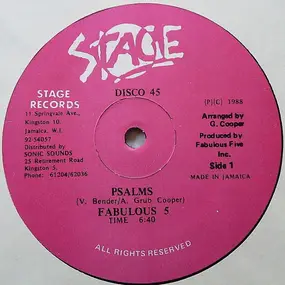 STAGE
STAGE
RECORDS
11 Springvale Ave.,
Kingston 10.
Jamaica, W.I.
92-54057
Distributed by
SONIC SOUNDS
25 Retirement Road
Kingston 5.
Phone: 61204/62036
DISCO 45
(P)(C) 1988
Arranged by
G. Cooper
Produced by
Fabulous Five
Inc.
Side 1
MADE IN JAMAICA
PSALMS
(V. Bender/A. Grub Cooper)
FABULOUS 5
TIME 6:40
ALL RIGHTS RESERVED